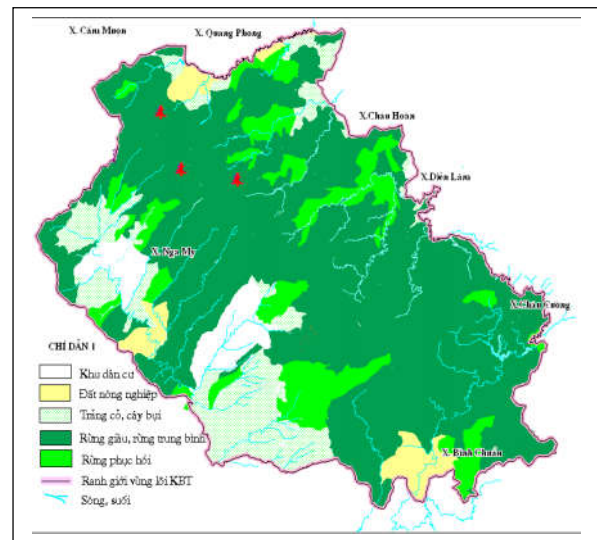 X. Cắm Muộn
X. Quang Phong
X.Châu Hoàn
X.Diên Lãm
X. Nga My
X.Châu Cường
CHỈ DẪN 1
Khu dân cư
Đất nông nghiệp
Trảng cỏ, cây bụi
Rừng giàu, rừng trung bình
Rừng phục hồi
X. Bình Chuẩn
Ranh giới vùng lõi KBT
Sông, suối